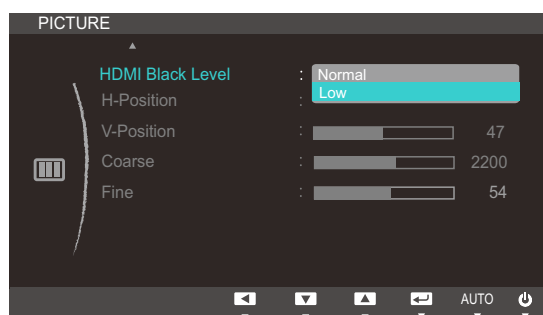 PICTURE
HDMI Black Level : Normal
Low
H-Position :
V-Position : 47
Coarse : 2200
Fine : 54
AUTO